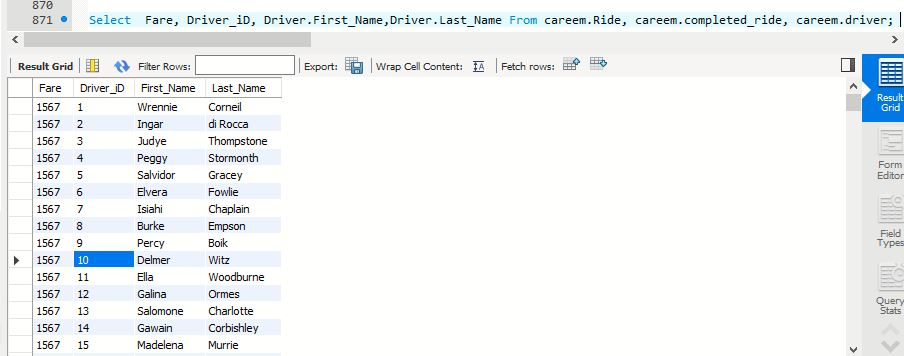 870
871 Select Fare, Driver_iD, Driver.First_Name,Driver.Last_Name From careem.Ride, careem.completed_ride, careem.driver;
Result Grid Filter Rows: Export: Wrap Cell Content: IA Fetch rows:
Fare Driver_iD First_Name Last_Name
1567 1 Wrennie Corneil
1567 2 Ingar di Rocca
1567 3 Judye Thompstone
1567 4 Peggy Stormonth
1567 5 Salvidor Gracey
1567 6 Elvera Fowlie
1567 7 Isiahi Chaplain
1567 8 Burke Empson
1567 9 Percy Boik
1567 10 Delmer Witz
1567 11 Ella Woodburne
1567 12 Galina Ormes
1567 13 Salomone Charlotte
1567 14 Gawain Corbishley
1567 15 Madelena Murrie
Result
Grid
Form
Editor
Field
Types
Query
Stats